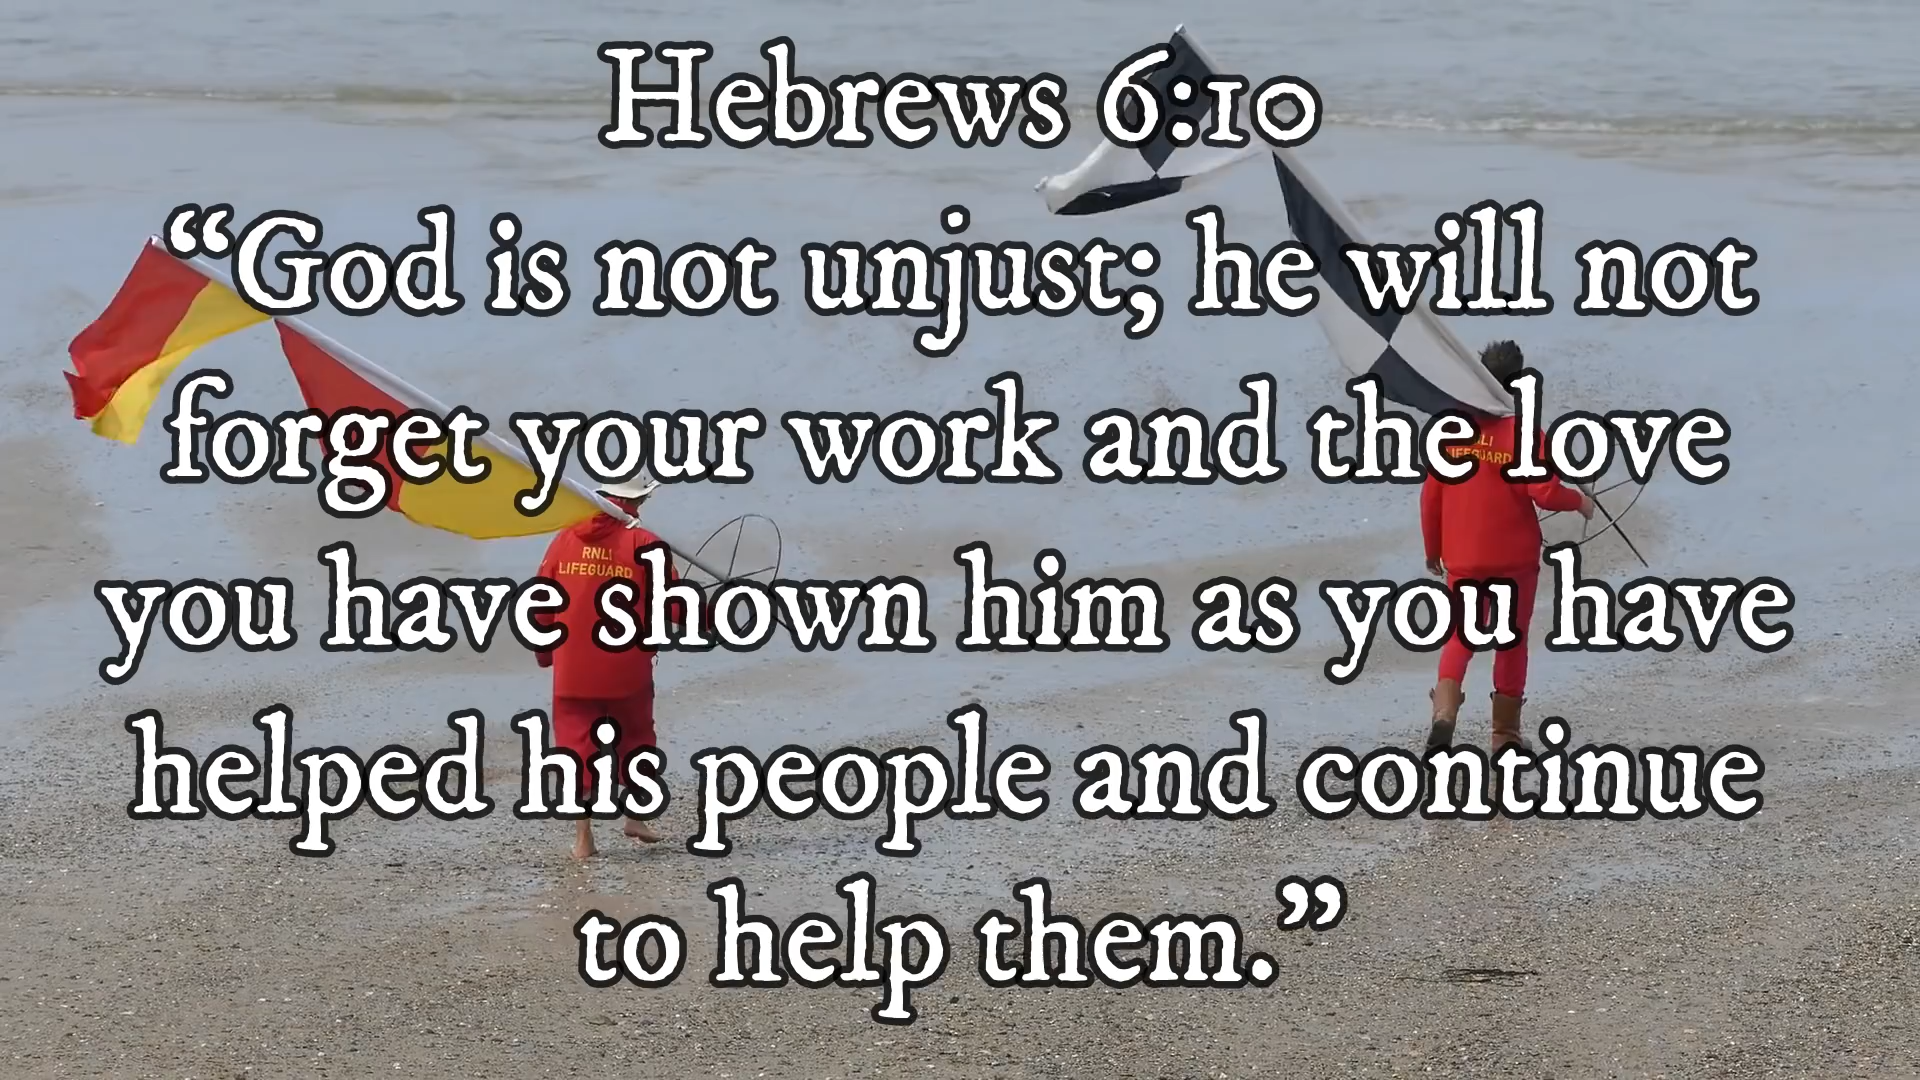 Hebrews 6:10
“God is not unjust; he will not
forget your work and the love
you have shown him as you have
helped his people and continue
to help them.”
RNLI
LIFEGUARD
LIFEGUARD